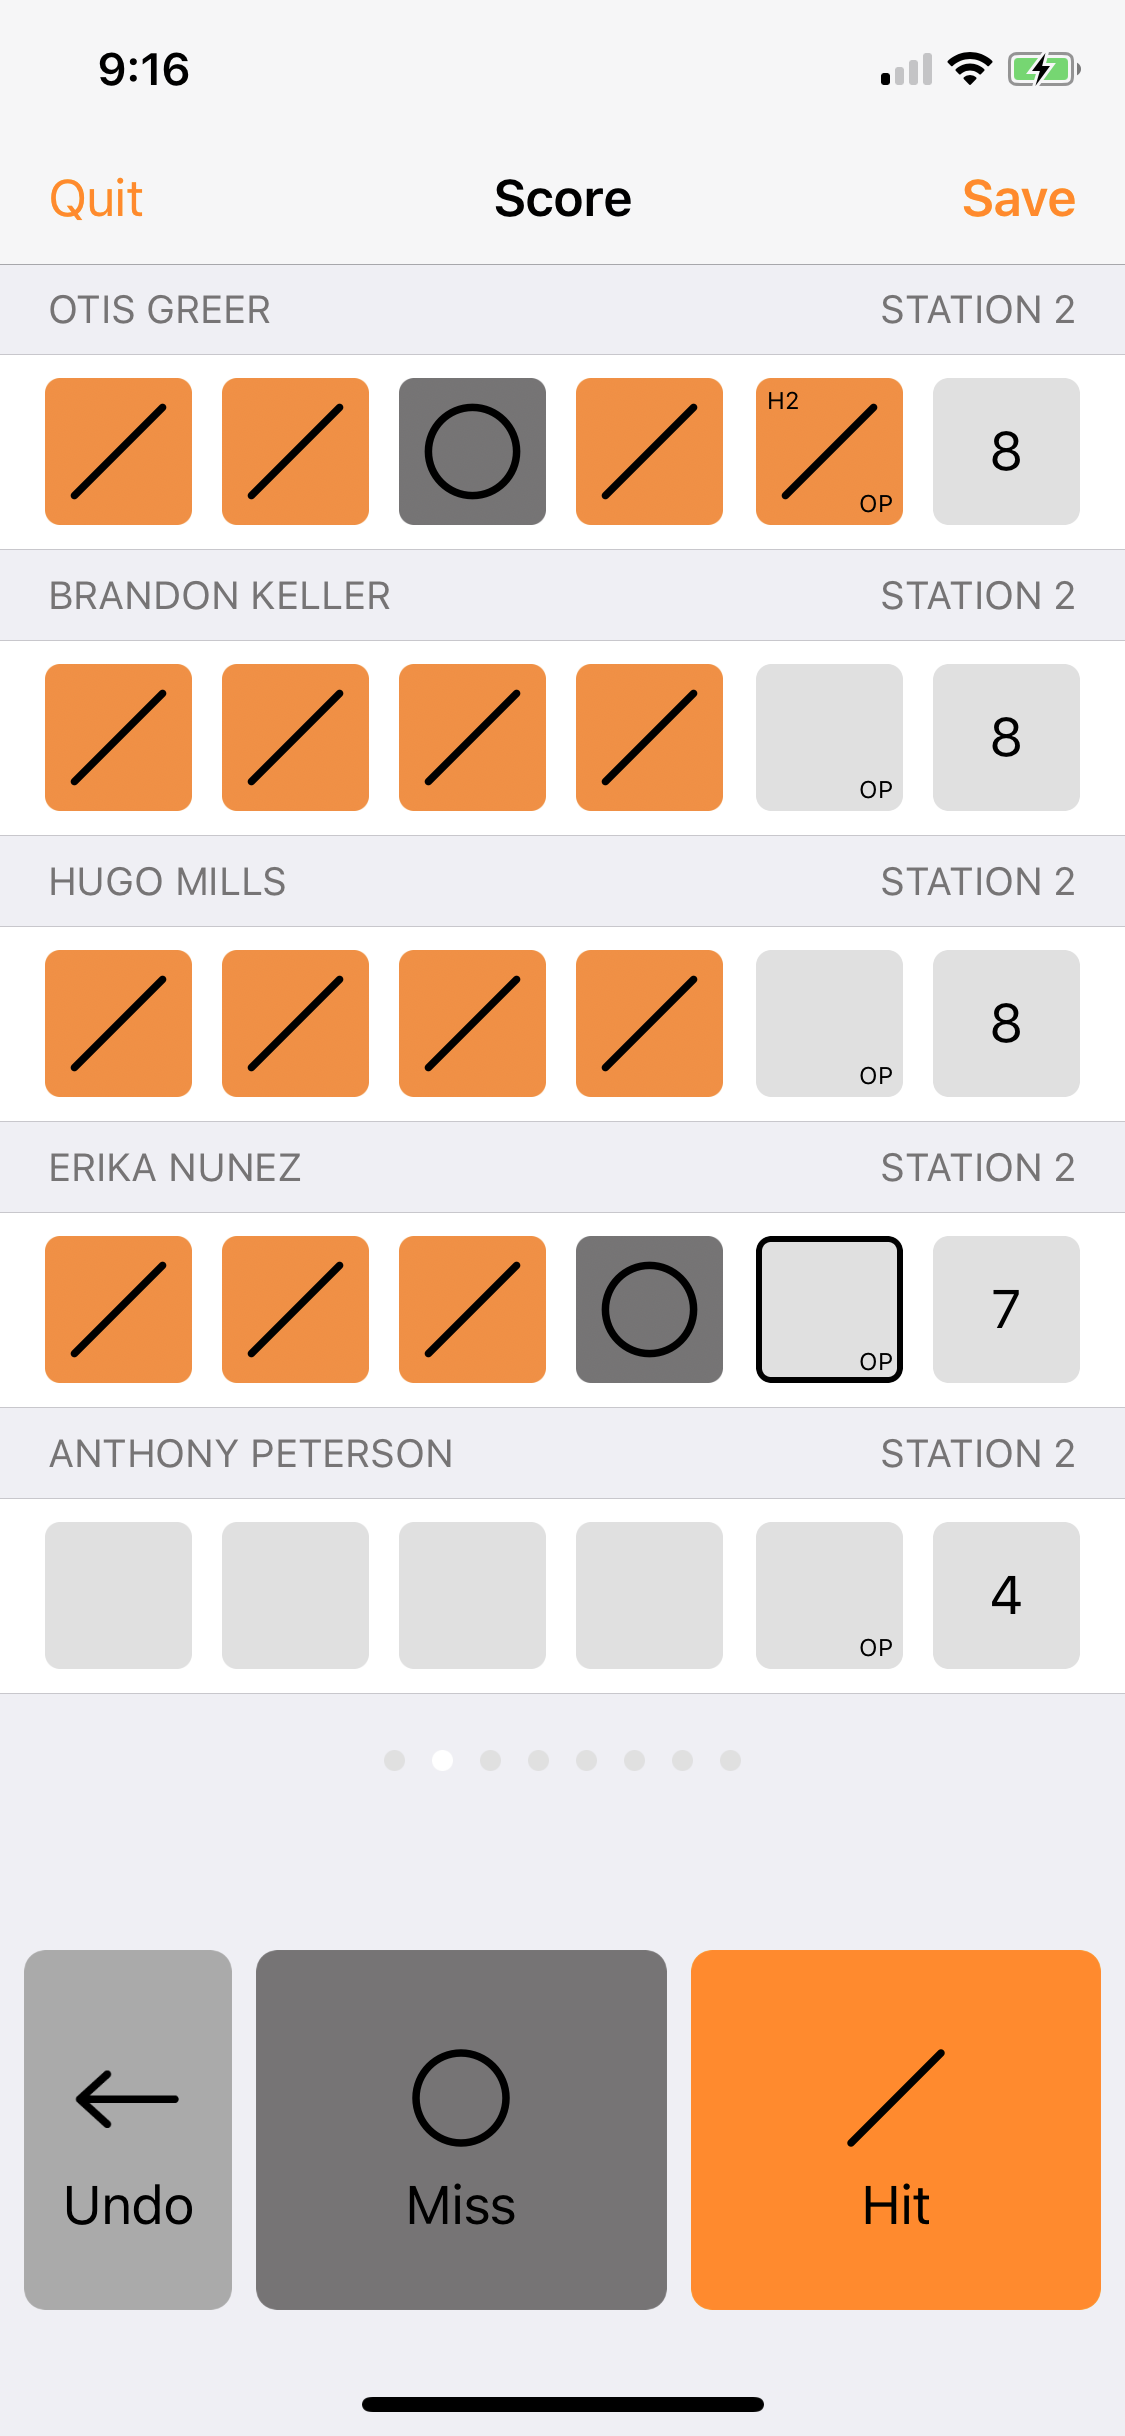 9:16
Quit Score Save
OTIS GREER STATION 2
H2
OP
8
BRANDON KELLER STATION 2
OP
8
HUGO MILLS STATION 2
OP
8
ERIKA NUNEZ STATION 2
OP
7
ANTHONY PETERSON STATION 2
OP
4
Undo Miss Hit